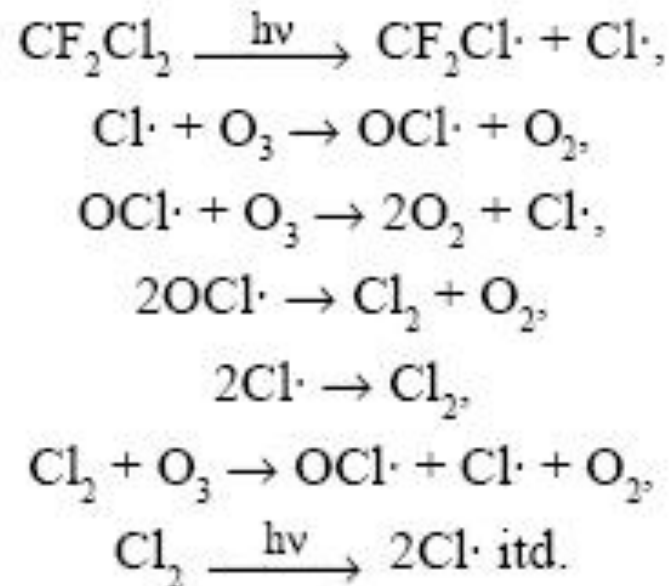 CF₂Cl₂ —hν→ CF₂Cl· + Cl·,
Cl· + O₃ → OCl· + O₂,
OCl· + O₃ → 2O₂ + Cl·,
2OCl· → Cl₂ + O₂,
2Cl· → Cl₂,
Cl₂ + O₃ → OCl· + Cl· + O₂,
Cl₂ —hν→ 2Cl· itd.